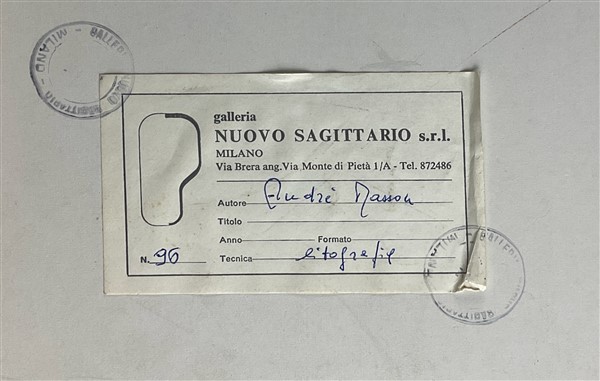 galleria
NUOVO SAGITTARIO s.r.l.
MILANO
Via Brera ang. Via Monte di Pietà 1/A - Tel. 872486
Autore André Masson
Titolo
Anno Formato
N. 96 Tecnica litografia